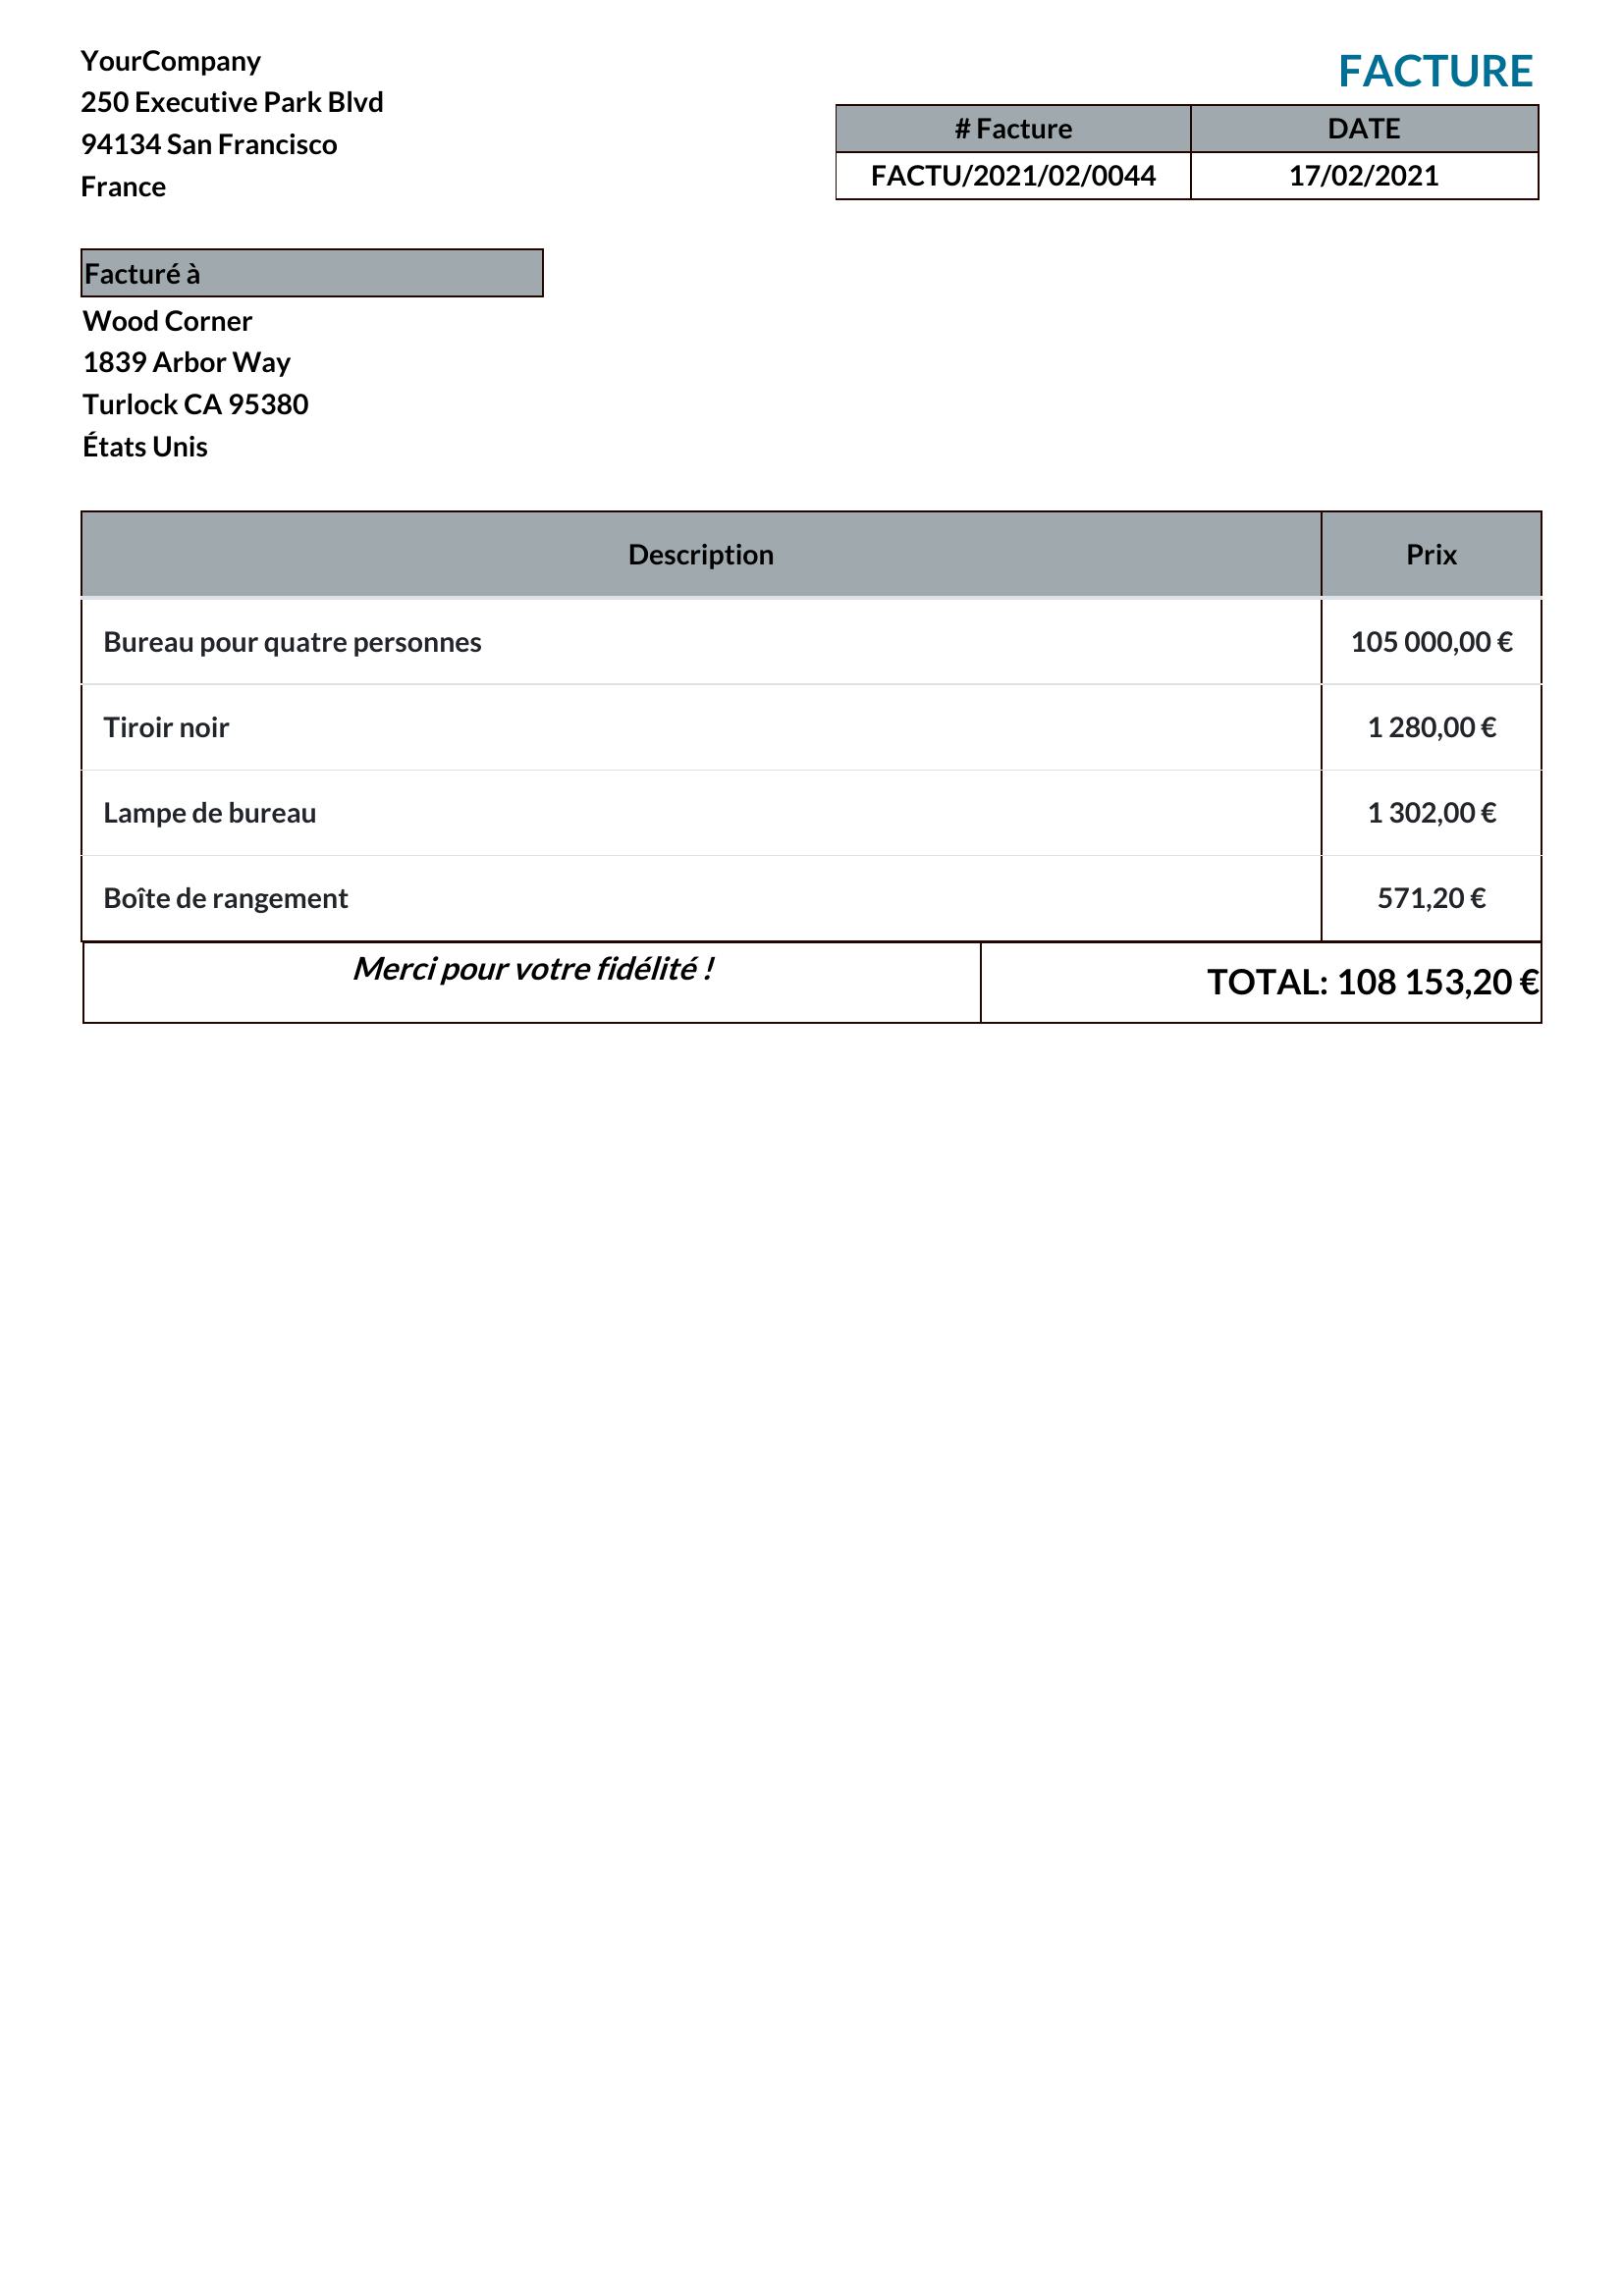 YourCompany
250 Executive Park Blvd
94134 San Francisco
France
FACTURE
# Facture DATE
FACTU/2021/02/0044 17/02/2021
Facturé à
Wood Corner
1839 Arbor Way
Turlock CA 95380
États Unis
Description Prix
Bureau pour quatre personnes 105 000,00 €
Tiroir noir 1 280,00 €
Lampe de bureau 1 302,00 €
Boîte de rangement 571,20 €
Merci pour votre fidélité ! TOTAL: 108 153,20 €